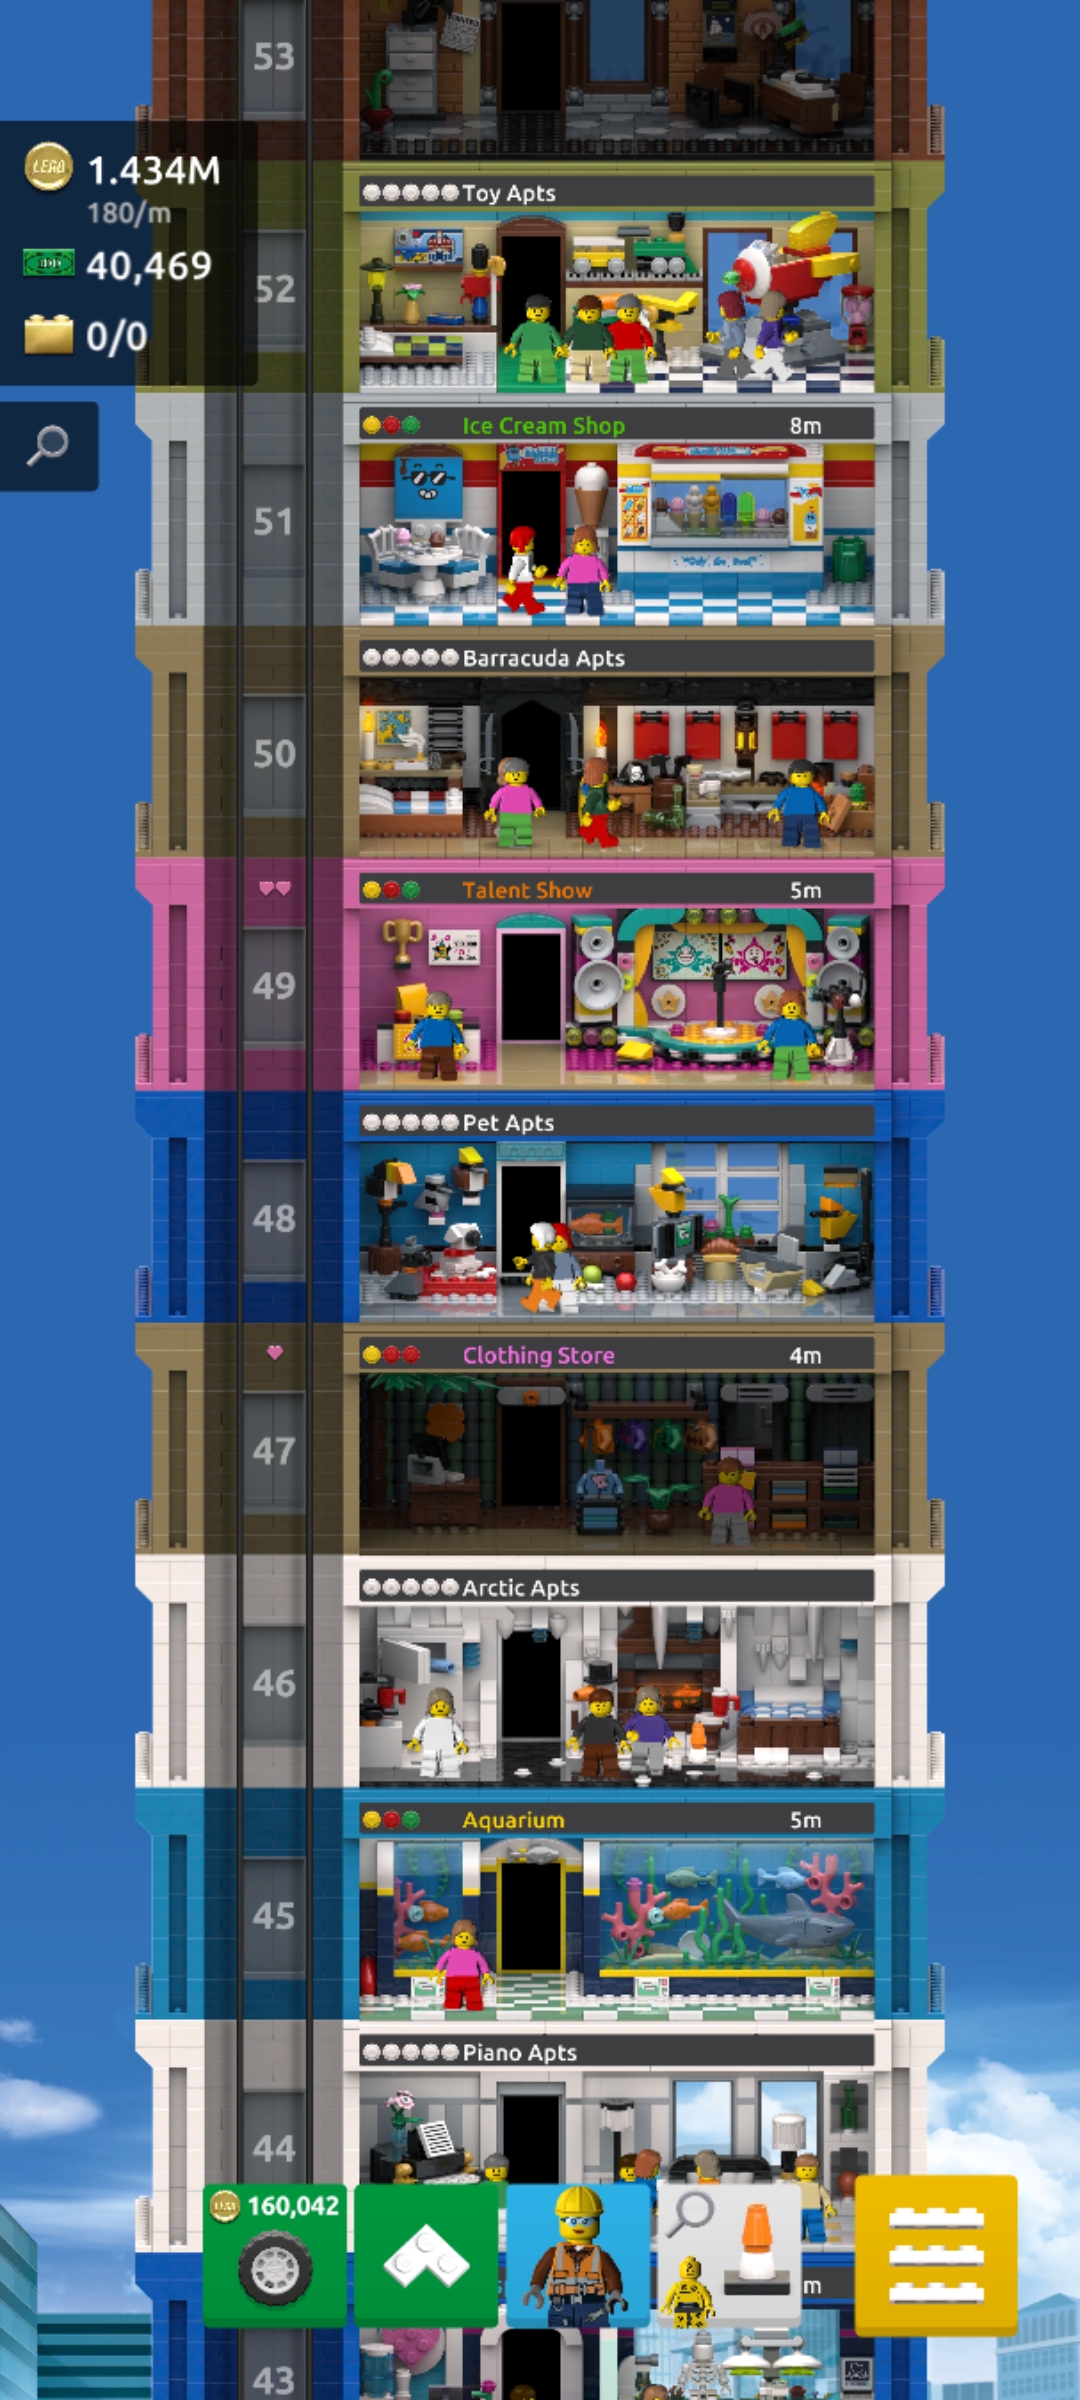 53
LEGO
1.434M
180/m
40,469
0/0
Toy Apts
52
Ice Cream Shop 8m
51
Barracuda Apts
50
Talent Show 5m
49
Pet Apts
48
Clothing Store 4m
47
Arctic Apts
46
Aquarium 5m
45
Piano Apts
44
160,042
m
43